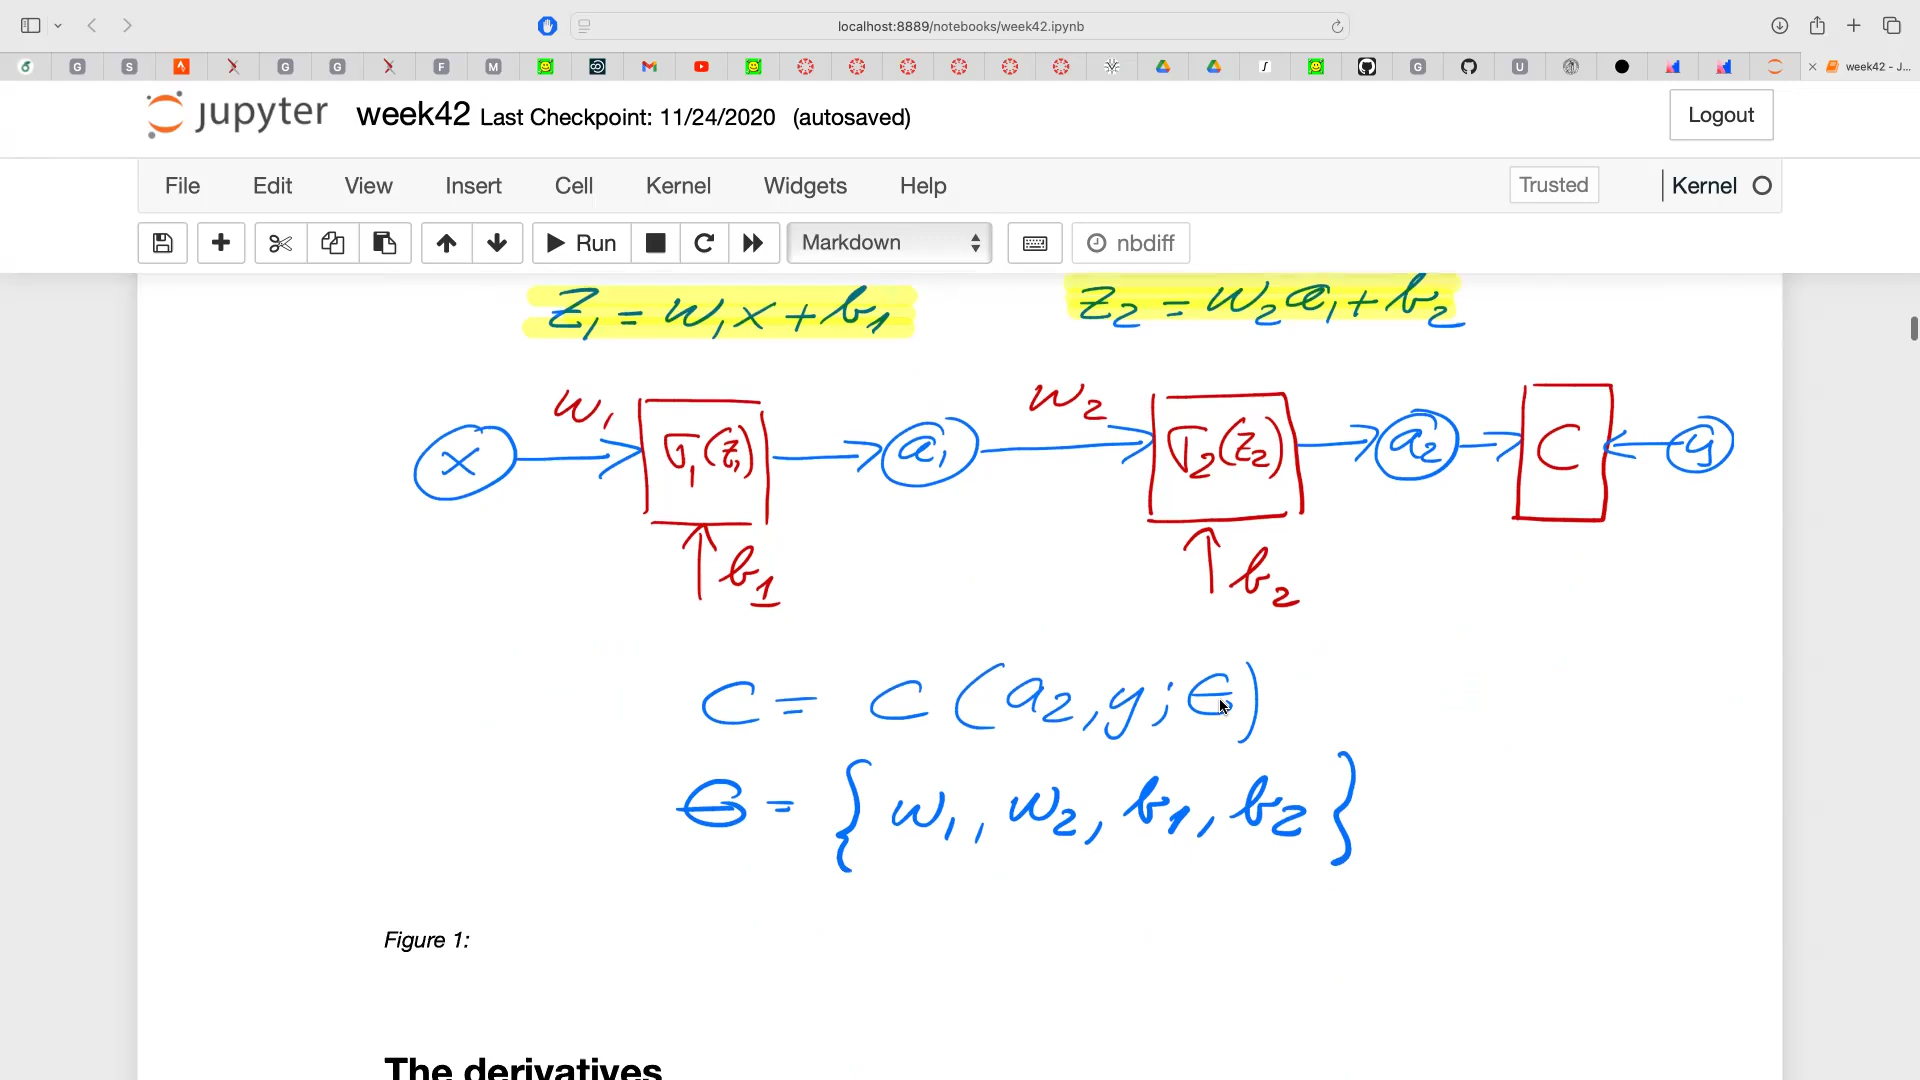 localhost:8889/notebooks/week42.ipynb
G S G G F M G U week42 - J...
jupyter week42 Last Checkpoint: 11/24/2020 (autosaved) Logout
File Edit View Insert Cell Kernel Widgets Help Trusted Kernel
Run Markdown nbdiff
z₁ = w₁x + b₁ z₂ = w₂a₁ + b₂
w₁ w₂
x σ₁(z₁) a₁ σ₂(z₂) a₂ C y
b₁ b₂
C = C(a₂, y; Θ)
Θ = {w₁, w₂, b₁, b₂}
Figure 1:
The derivatives